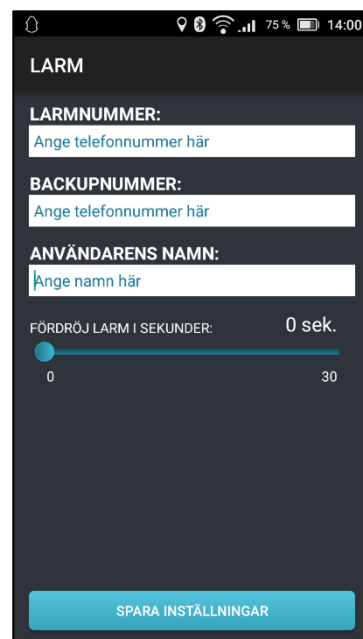 75 % 14:00
LARM
LARMNUMMER:
Ange telefonnummer här
BACKUPNUMMER:
Ange telefonnummer här
ANVÄNDARENS NAMN:
Ange namn här
FÖRDRÖJ LARM I SEKUNDER: 0 sek.
0 30
SPARA INSTÄLLNINGAR